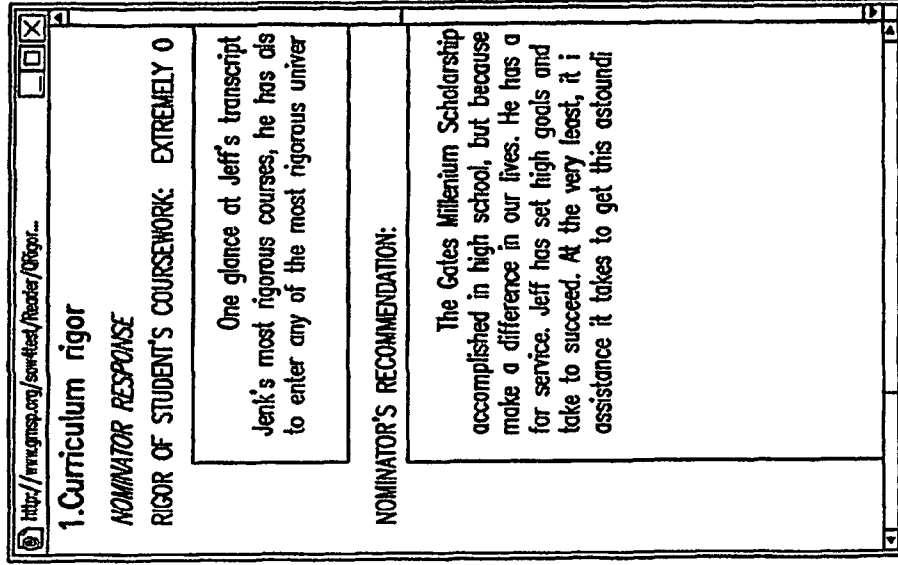 http://www.gmsp.org/sow4test/Reader/QRigor...
1.Curriculum rigor
NOMINATOR RESPONSE
RIGOR OF STUDENT'S COURSEWORK: EXTREMELY O
One glance at Jeff's transcript
Jenk's most rigorous courses, he has als
to enter any of the most rigorous univer
NOMINATOR'S RECOMMENDATION:
The Gates Millenium Scholarship
accomplished in high school, but because
make a difference in our lives. He has a
for service. Jeff has set high goals and
take to succeed. At the very least, it i
assistance it takes to get this astoundi